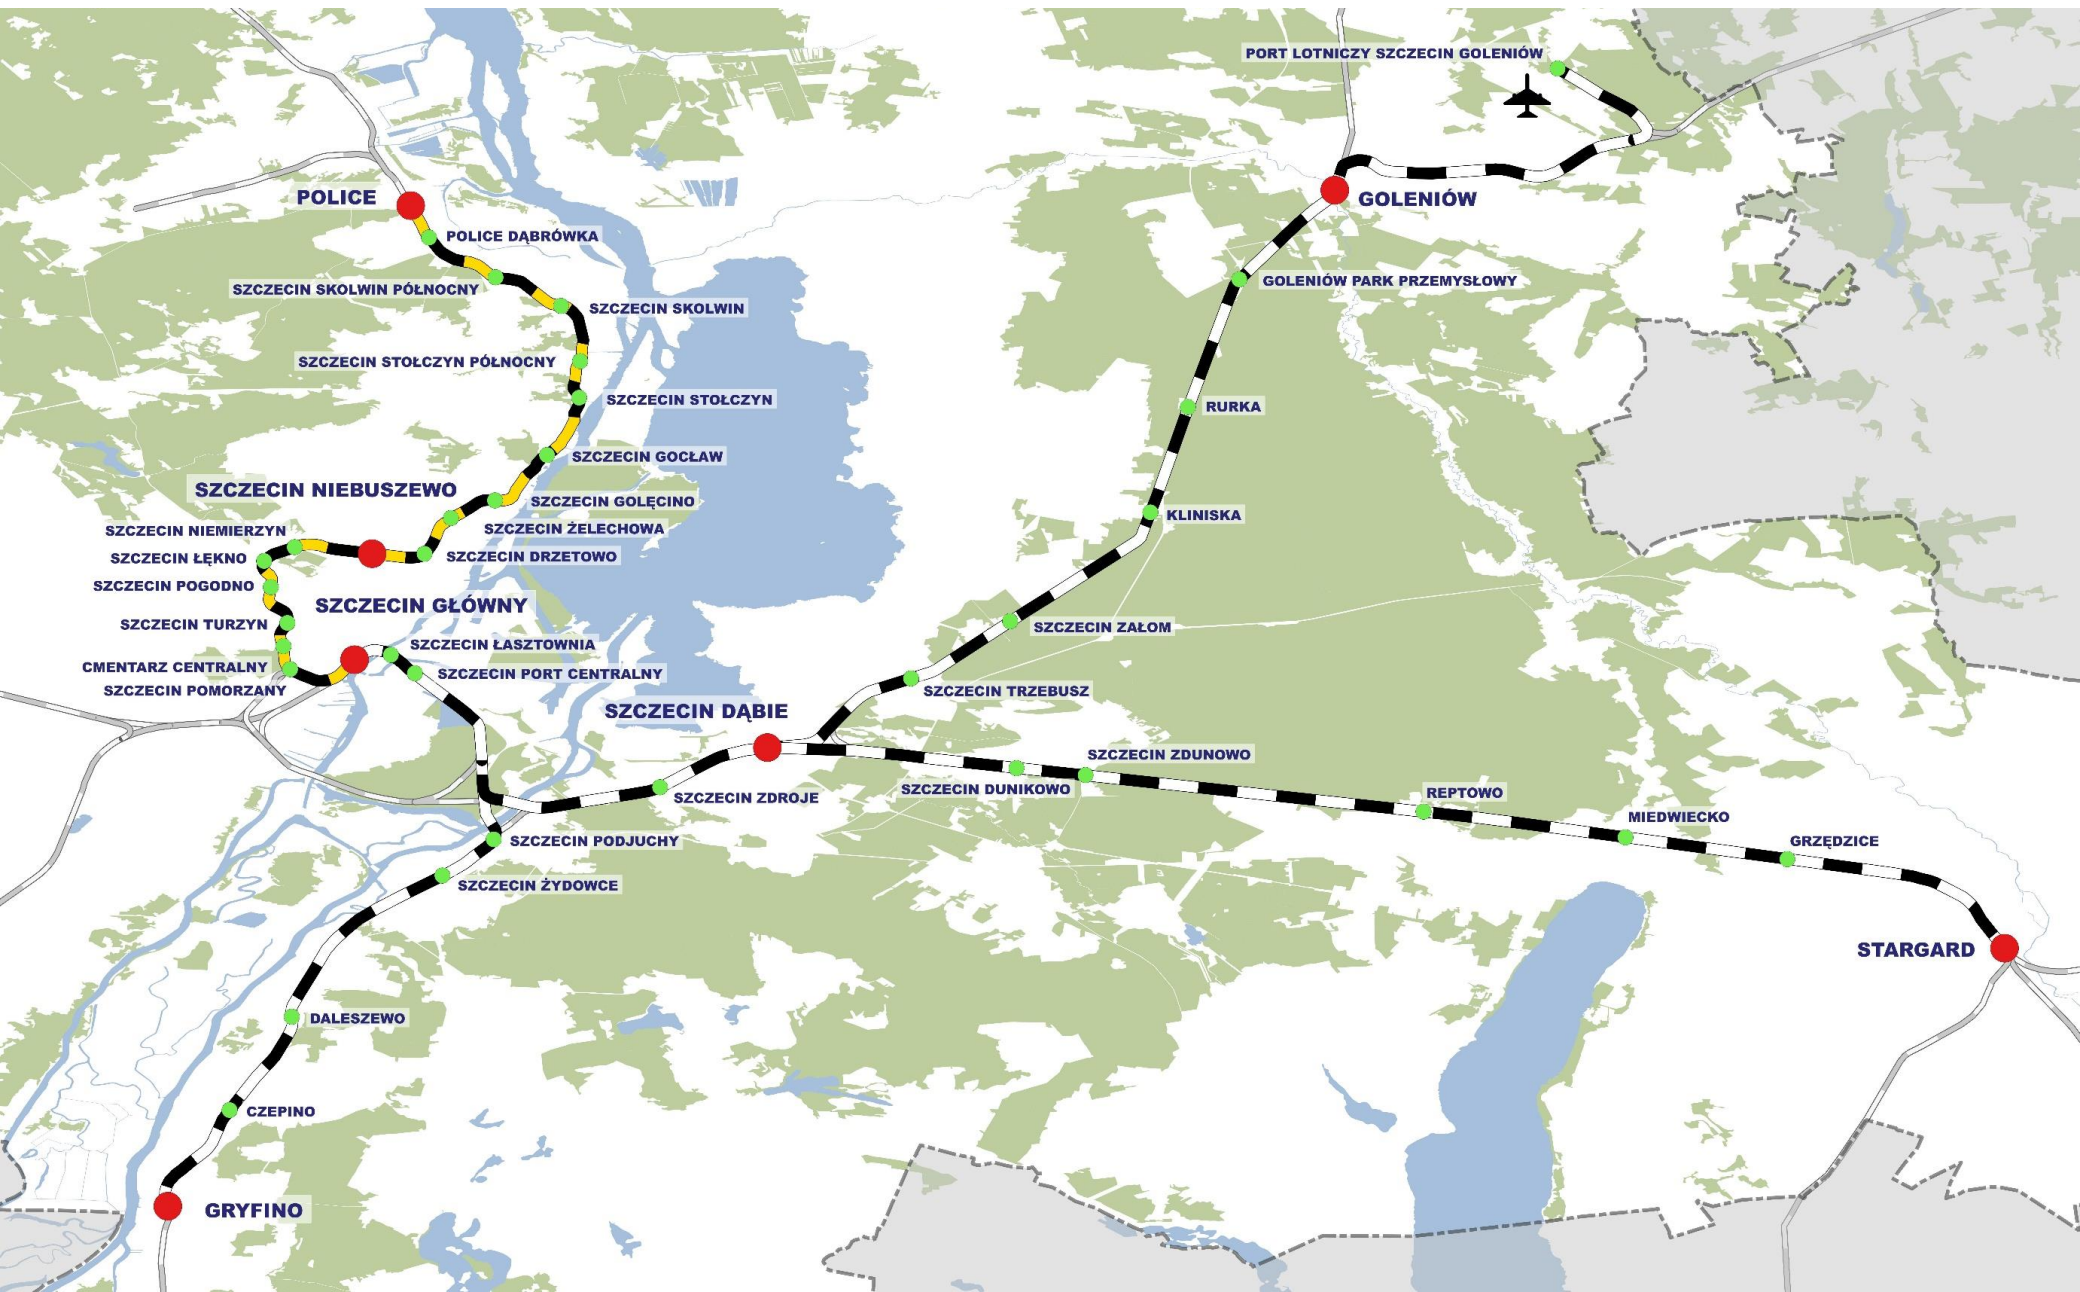 PORT LOTNICZY SZCZECIN GOLENIÓW
POLICE
GOLENIÓW
POLICE DĄBRÓWKA
SZCZECIN SKOLWIN PÓŁNOCNY
GOLENIÓW PARK PRZEMYSŁOWY
SZCZECIN SKOLWIN
SZCZECIN STOŁCZYN PÓŁNOCNY
SZCZECIN STOŁCZYN
RURKA
SZCZECIN GOCŁAW
SZCZECIN NIEBUSZEWO
SZCZECIN GOLĘCINO
KLINISKA
SZCZECIN NIEMIERZYN
SZCZECIN ŻELECHOWA
SZCZECIN ŁĘKNO
SZCZECIN DRZETOWO
SZCZECIN POGODNO
SZCZECIN GŁÓWNY
SZCZECIN TURZYN
SZCZECIN ZAŁOM
SZCZECIN ŁASZTOWNIA
CMENTARZ CENTRALNY
SZCZECIN PORT CENTRALNY
SZCZECIN POMORZANY
SZCZECIN TRZEBUSZ
SZCZECIN DĄBIE
SZCZECIN ZDUNOWO
SZCZECIN DUNIKOWO
REPTOWO
SZCZECIN ZDROJE
MIEDWIECKO
SZCZECIN PODJUCHY
GRZĘDZICE
SZCZECIN ŻYDOWCE
STARGARD
DALESZEWO
CZEPINO
GRYFINO